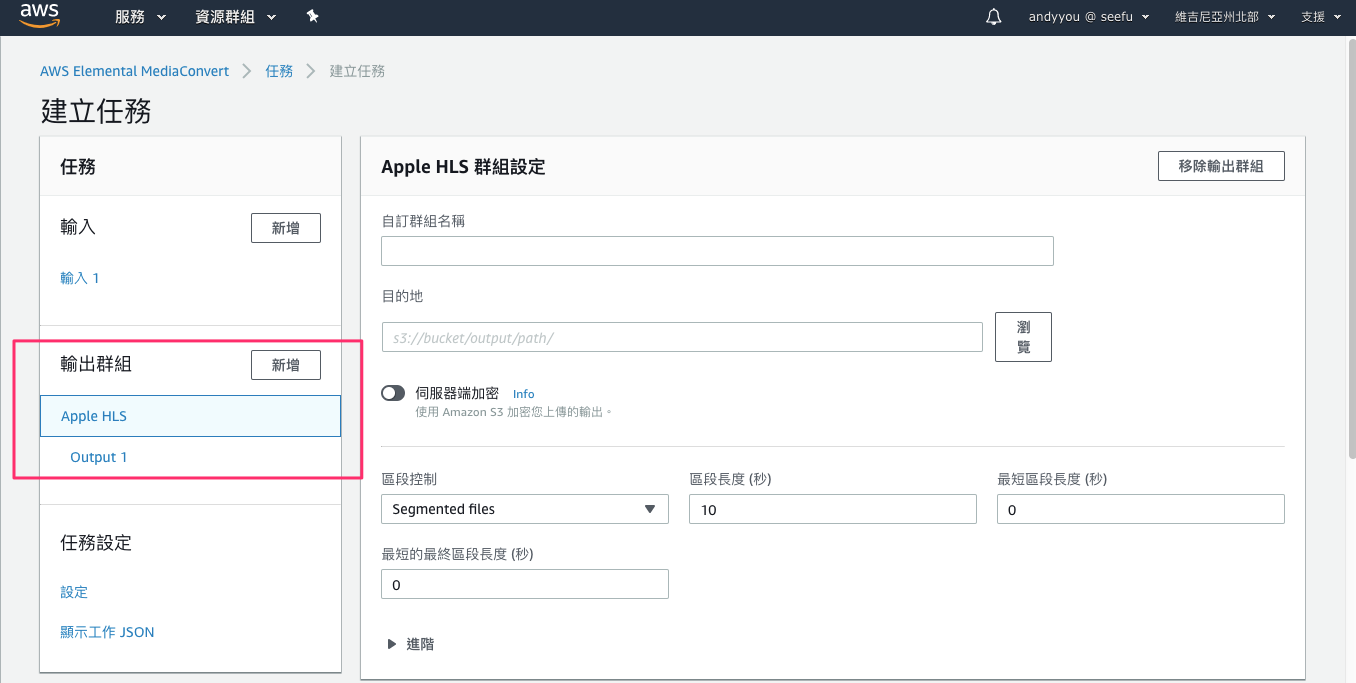 aws 服務 資源群組 andyyou @ seefu 維吉尼亞州北部 支援
AWS Elemental MediaConvert 任務 建立任務
建立任務
任務
輸入 新增
輸入 1
輸出群組 新增
Apple HLS
Output 1
任務設定
設定
顯示工作 JSON
Apple HLS 群組設定 移除輸出群組
自訂群組名稱
目的地
s3://bucket/output/path/ 瀏
覽
伺服器端加密 Info
使用 Amazon S3 加密您上傳的輸出。
區段控制 區段長度 (秒) 最短區段長度 (秒)
Segmented files 10 0
最短的最終區段長度 (秒)
0
進階